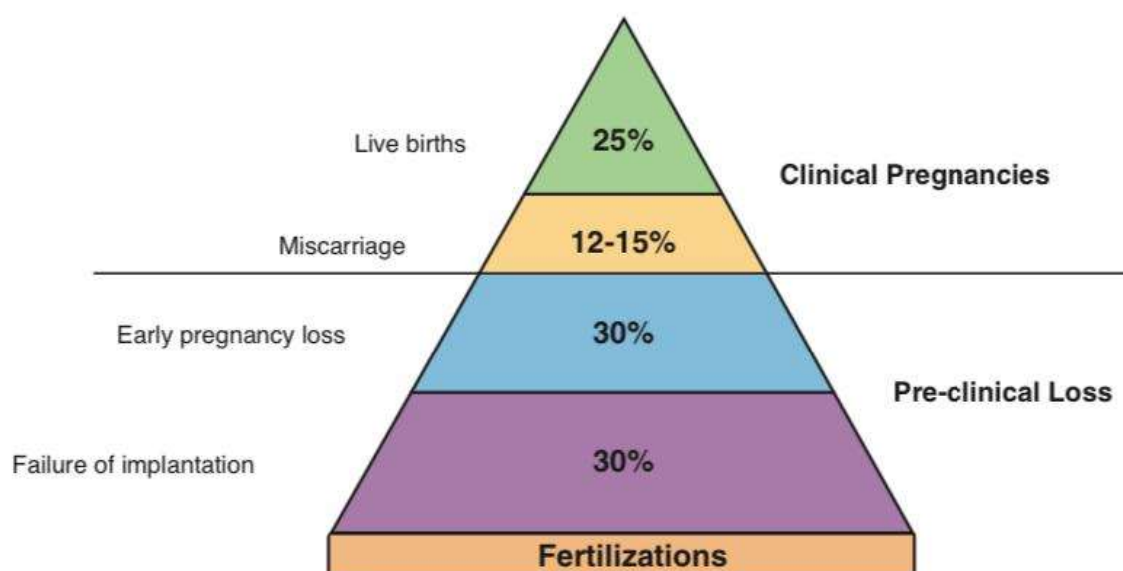 Live births
25%
Clinical Pregnancies
Miscarriage
12-15%
Early pregnancy loss
30%
Pre-clinical Loss
Failure of implantation
30%
Fertilizations